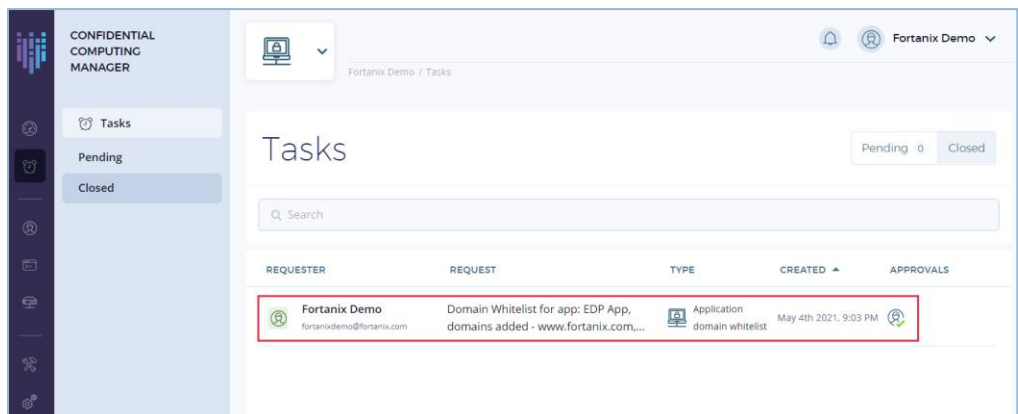 CONFIDENTIAL
COMPUTING
MANAGER
Tasks
Pending
Closed
Fortanix Demo
Fortanix Demo / Tasks
Tasks
Pending 0 Closed
Search
REQUESTER REQUEST TYPE CREATED APPROVALS
Fortanix Demo
fortanixdemo@fortanix.com
Domain Whitelist for app: EDP App,
domains added - www.fortanix.com,...
Application
domain whitelist
May 4th 2021, 9:03 PM